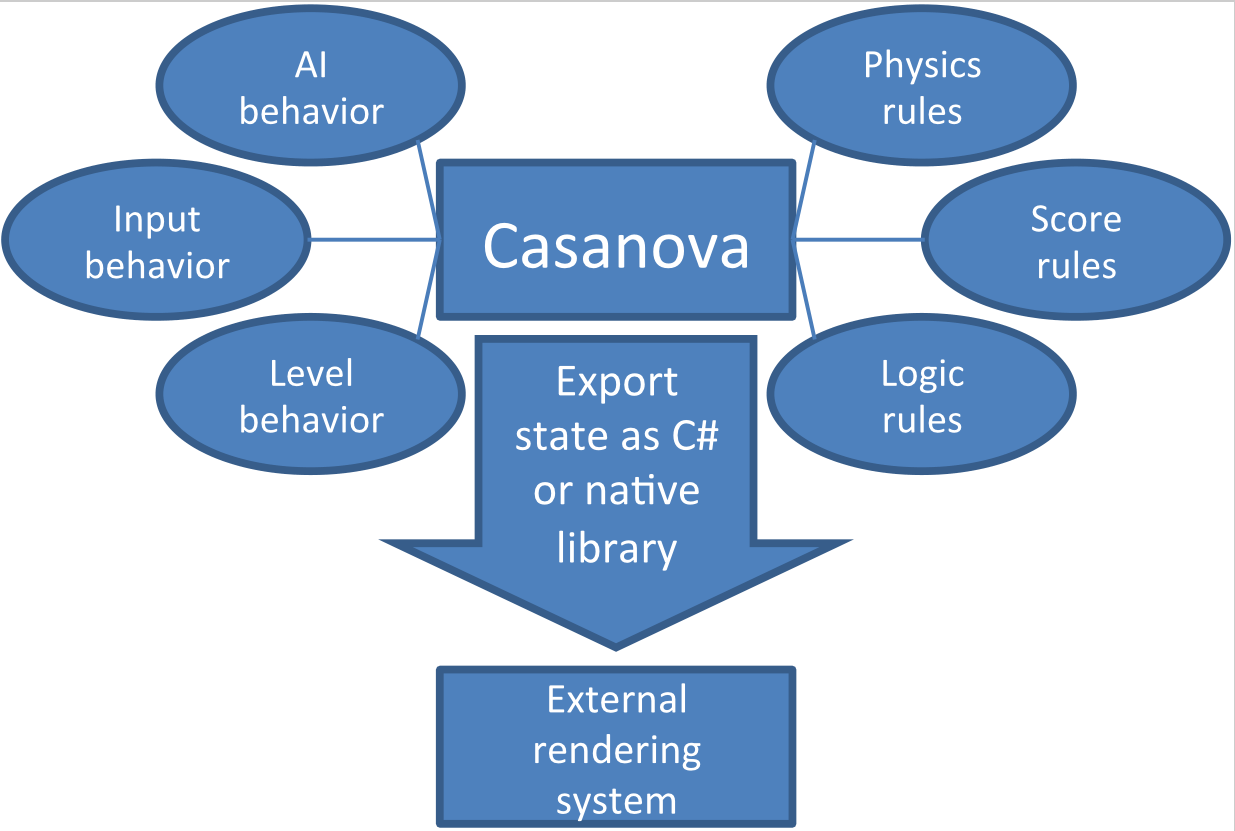 AI
behavior
Physics
rules
Input
behavior
Casanova
Score
rules
Level
behavior
Logic
rules
Export
state as C#
or native
library
External
rendering
system